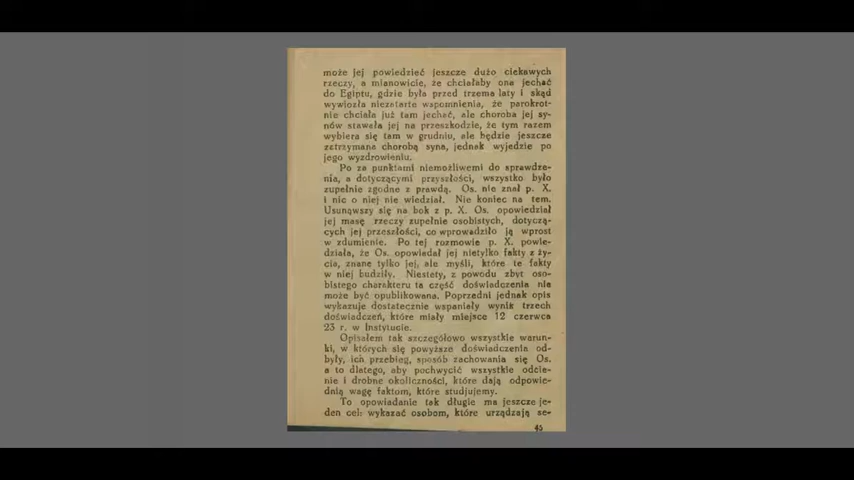 może jej powiedzieć jeszcze dużo ciekawych
rzeczy, a mianowicie, że chciałaby ona jechać
do Egiptu, gdzie była przed trzema laty i skąd
wywiozła niezatarte wspomnienia, że parokrot-
nie chciała już tam jechać, ale choroba jej sy-
nów stawała jej na przeszkodzie, że tym razem
wybiera się tam w grudniu, ale będzie jeszcze
zatrzymana chorobą syna, jednak wyjedzie po
jego wyzdrowieniu.
Po za punktami niemożliwemi do sprawdze-
nia, a dotyczącymi przyszłości, wszystko było
zupełnie zgodne z prawdą. Os. nie znał p. X.
i nic o niej nie wiedział. Nie koniec na tem.
Usunąwszy się na bok z p. X. Os. opowiedział
jej masę rzeczy zupełnie osobistych, dotyczą-
cych jej przeszłości, co wprowadziło ją wprost
w zdumienie. Po tej rozmowie p. X. powie-
działa, że Os. opowiadał jej nietylko fakty z ży-
cia, znane tylko jej, ale myśli, które te fakty
w niej budziły. Niestety, z powodu zbyt oso-
bistego charakteru ta część doświadczenia nie
może być opublikowana. Poprzedni jednak opis
wykazuje dostatecznie wspaniały wynik trzech
doświadczeń, które miały miejsce 12 czerwca
23 r. w Instytucie.
Opisałem tak szczegółowo wszystkie warun-
ki, w których się powyższe doświadczenia od-
były, ich przebieg, sposób zachowania się Os.
a to dlatego, aby pochwycić wszystkie odcie-
nie i drobne okoliczności, które dają odpowie-
dnią wagę faktom, które studjujemy.
To opowiadanie tak długie ma jeszcze je-
den cel: wykazać osobom, które urządzają se-
45